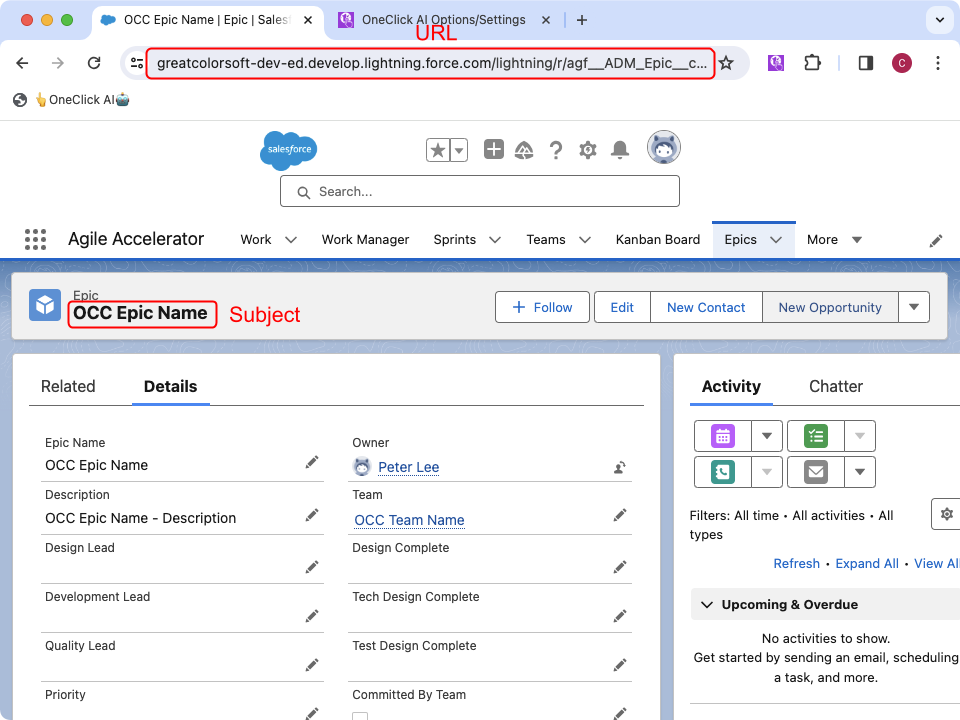 OCC Epic Name | Epic | Sales
OneClick AI Options/Settings
URL
greatcolorsoft-dev-ed.develop.lightning.force.com/lightning/r/agf__ADM_Epic__c...
C
👆OneClick AI🤖
salesforce
Search...
Agile Accelerator
Work
Work Manager
Sprints
Teams
Kanban Board
Epics
More
Epic
OCC Epic Name
Subject
Follow
Edit
New Contact
New Opportunity
Related
Details
Activity
Chatter
Epic Name
OCC Epic Name
Owner
Peter Lee
Description
OCC Epic Name - Description
Team
OCC Team Name
Design Lead
Design Complete
Development Lead
Tech Design Complete
Quality Lead
Test Design Complete
Priority
Committed By Team
Filters: All time • All activities • All
types
Refresh • Expand All • View All
Upcoming & Overdue
No activities to show.
Get started by sending an email, scheduling
a task, and more.